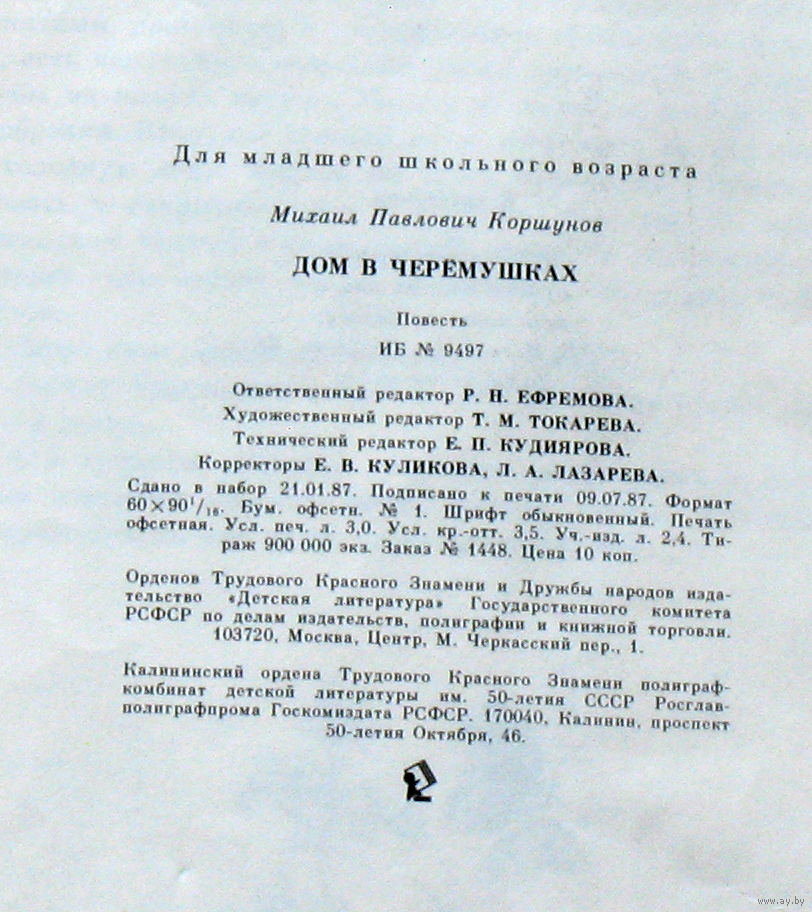 Для младшего школьного возраста
Михаил Павлович Коршунов
ДОМ В ЧЕРЁМУШКАХ
Повесть
ИБ № 9497
Ответственный редактор Р. Н. ЕФРЕМОВА.
Художественный редактор Т. М. ТОКАРЕВА.
Технический редактор Е. П. КУДИЯРОВА.
Корректоры Е. В. КУЛИКОВА, Л. А. ЛАЗАРЕВА.
Сдано в набор 21.01.87. Подписано к печати 09.07.87. Формат
60×90¹/₁₆. Бум. офсетн. № 1. Шрифт обыкновенный. Печать
офсетная. Усл. печ. л. 3,0. Усл. кр.-отт. 3,5. Уч.-изд. л. 2,4. Ти-
раж 900 000 экз. Заказ № 1448. Цена 10 коп.
Орденов Трудового Красного Знамени и Дружбы народов изда-
тельство «Детская литература» Государственного комитета
РСФСР по делам издательств, полиграфии и книжной торговли.
103720, Москва, Центр, М. Черкасский пер., 1.
Калининский ордена Трудового Красного Знамени полиграф-
комбинат детской литературы им. 50-летия СССР Росглав-
полиграфпрома Госкомиздата РСФСР. 170040, Калинин, проспект
50-летия Октября, 46.
www.ay.by